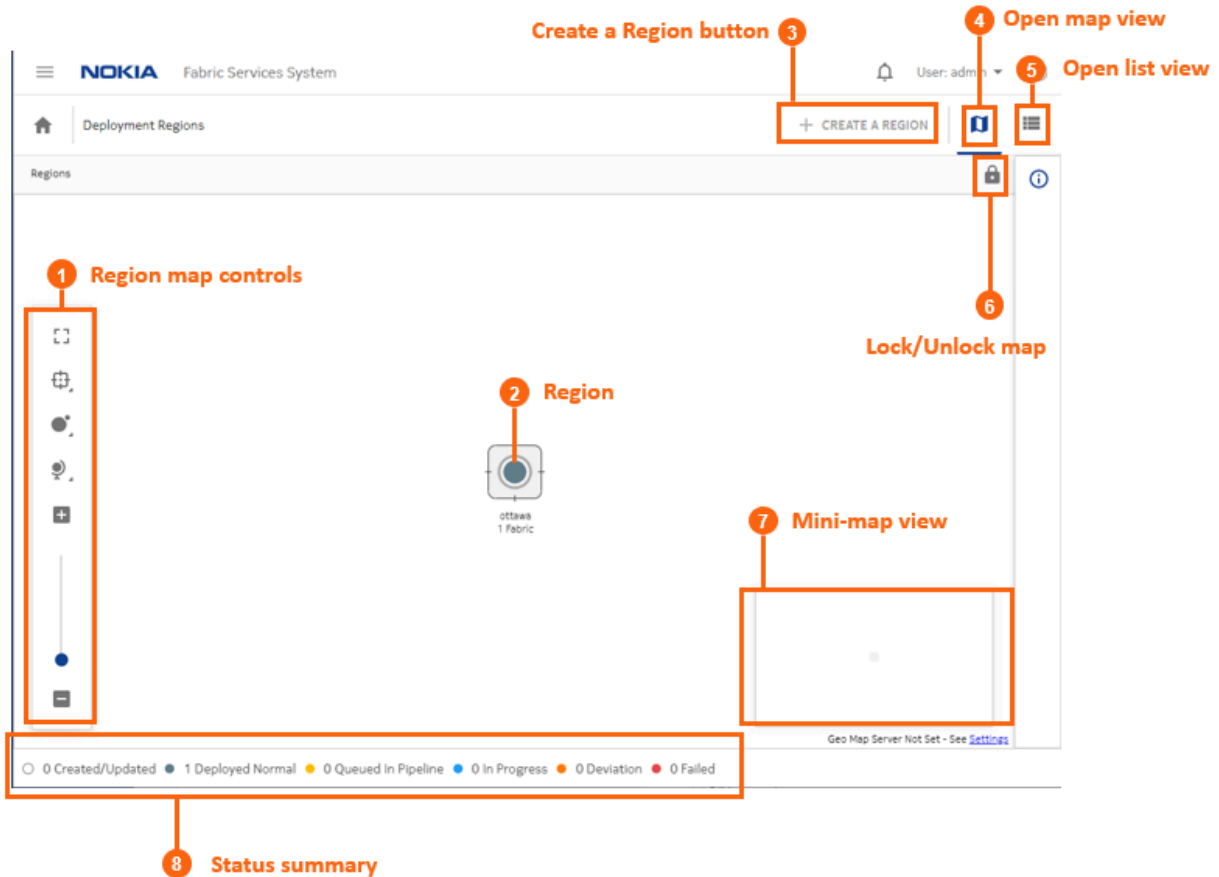 Create a Region button 3
4 Open map view
NOKIA Fabric Services System
User: admin
5 Open list view
Deployment Regions
+ CREATE A REGION
Regions
1 Region map controls
6
Lock/Unlock map
2 Region
ottawa
1 Fabric
7 Mini-map view
Geo Map Server Not Set - See Settings
0 Created/Updated 1 Deployed Normal 0 Queued In Pipeline 0 In Progress 0 Deviation 0 Failed
8 Status summary